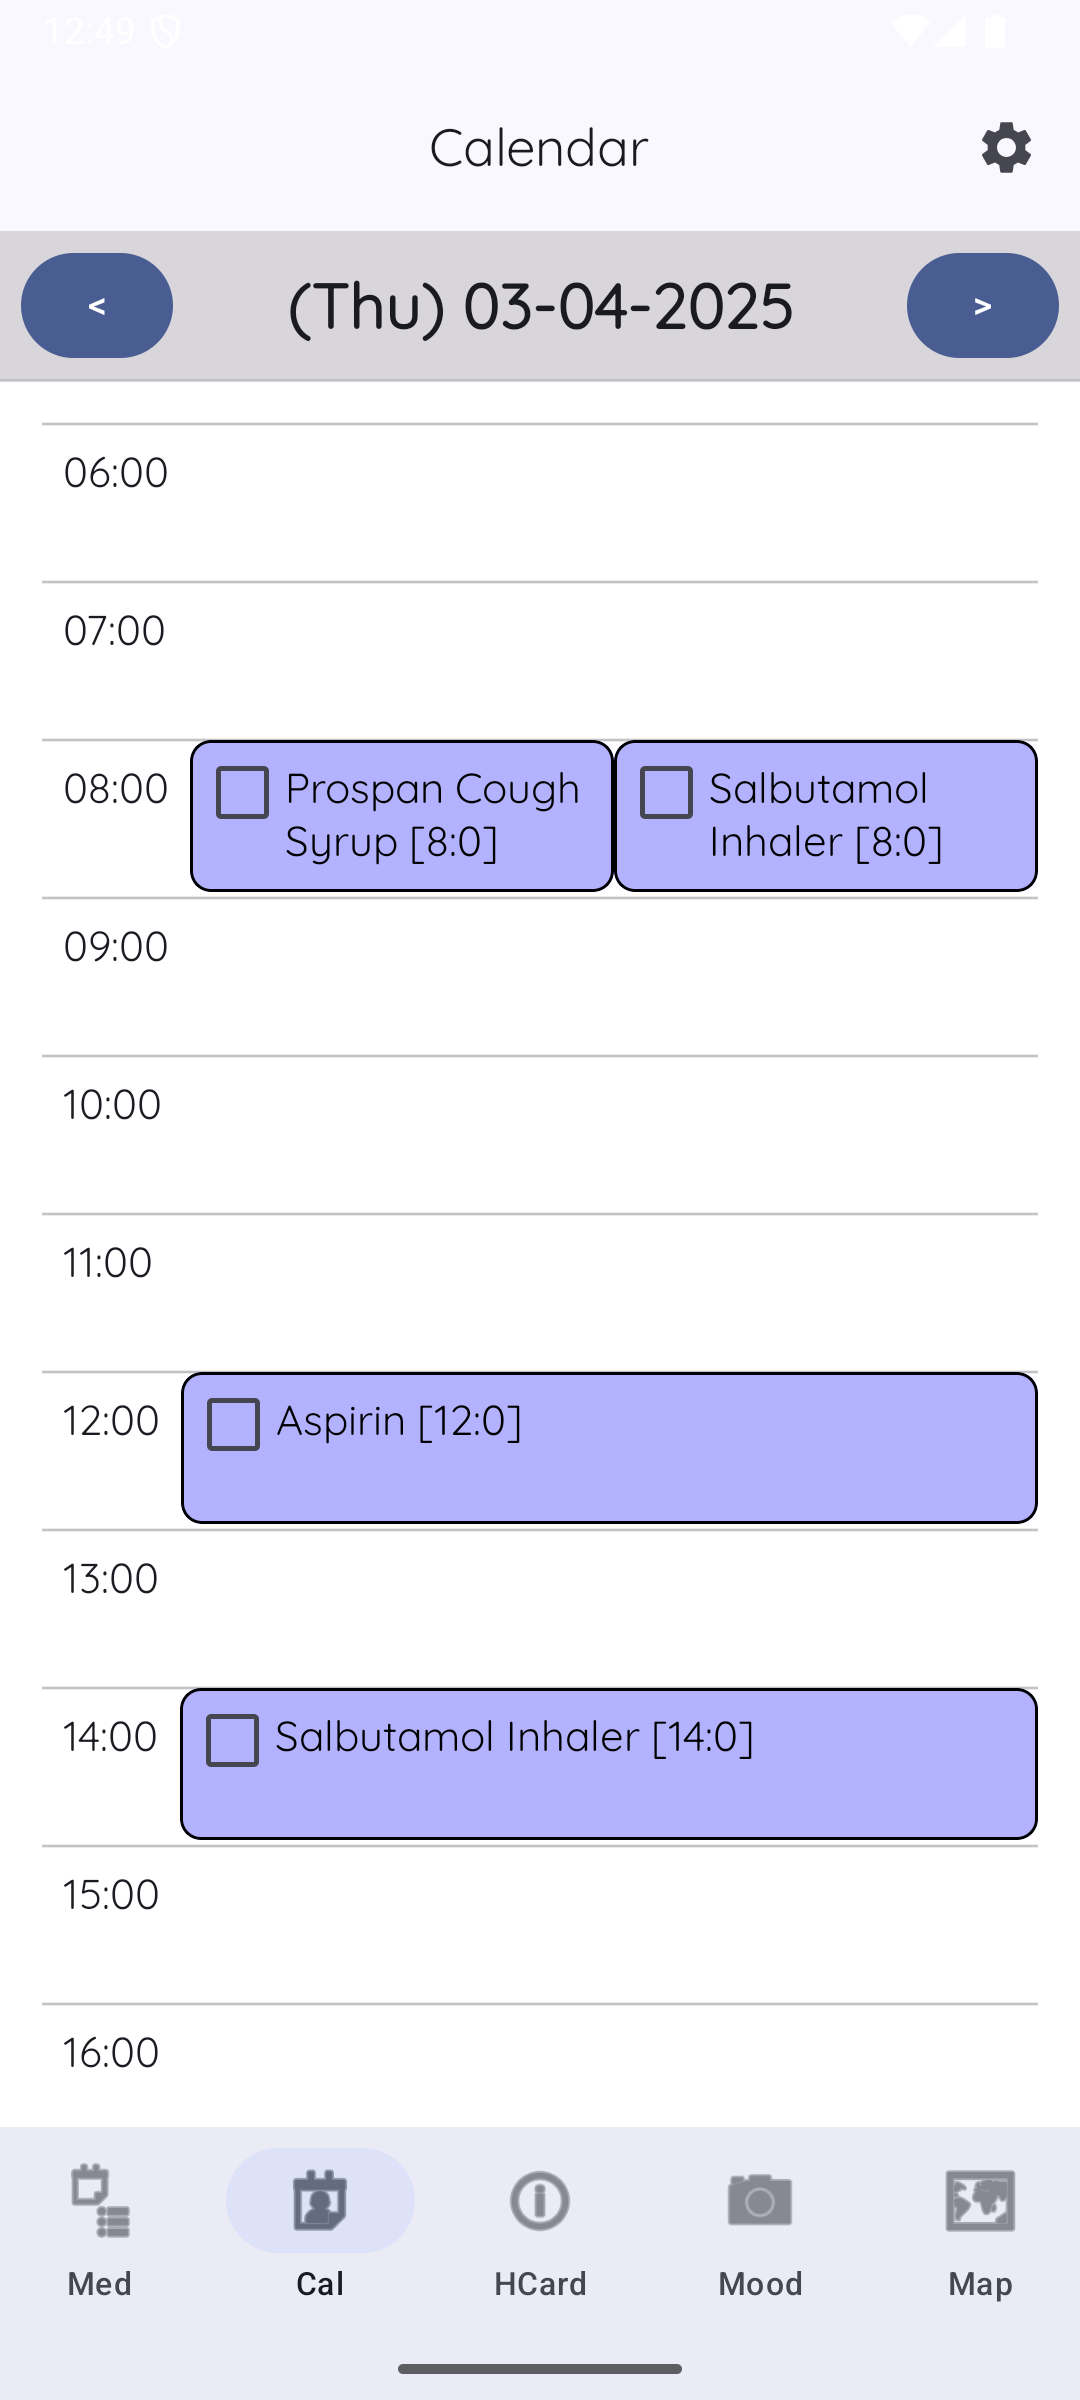 12:49
Calendar
< (Thu) 03-04-2025 >
06:00
07:00
08:00 Prospan Cough Syrup [8:0] Salbutamol Inhaler [8:0]
09:00
10:00
11:00
12:00 Aspirin [12:0]
13:00
14:00 Salbutamol Inhaler [14:0]
15:00
16:00
Med Cal HCard Mood Map